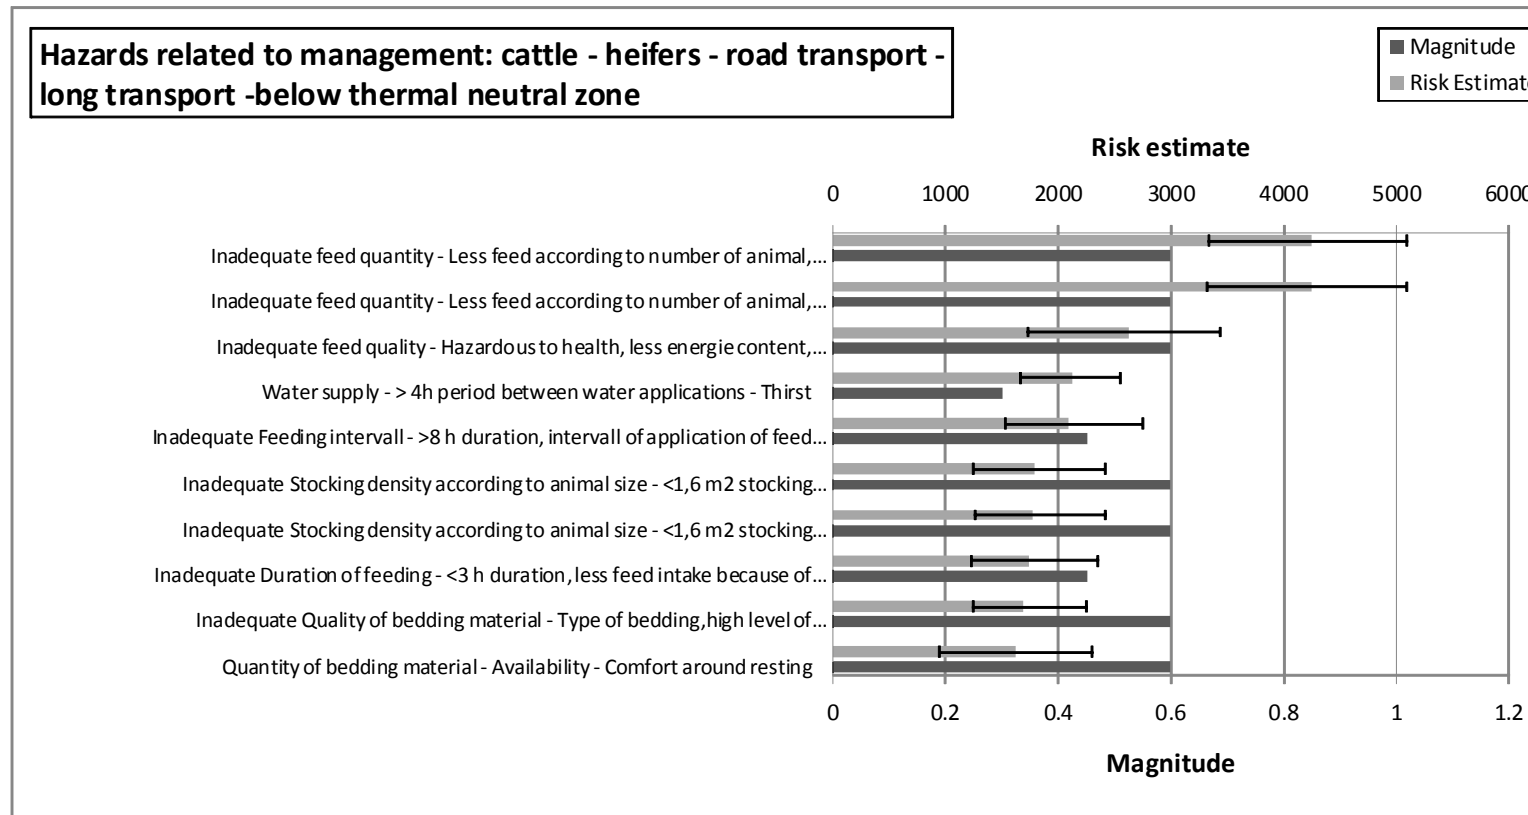 Hazards related to management: cattle - heifers - road transport -
long transport -below thermal neutral zone
Magnitude
Risk Estimate
Risk estimate
0 1000 2000 3000 4000 5000 6000
Inadequate feed quantity - Less feed according to number of animal,...
Inadequate feed quantity - Less feed according to number of animal,...
Inadequate feed quality - Hazardous to health, less energie content,...
Water supply - > 4h period between water applications - Thirst
Inadequate Feeding intervall - >8 h duration, intervall of application of feed...
Inadequate Stocking density according to animal size - <1,6 m2 stocking...
Inadequate Stocking density according to animal size - <1,6 m2 stocking...
Inadequate Duration of feeding - <3 h duration, less feed intake because of...
Inadequate Quality of bedding material - Type of bedding, high level of...
Quantity of bedding material - Availability - Comfort around resting
0 0.2 0.4 0.6 0.8 1 1.2
Magnitude